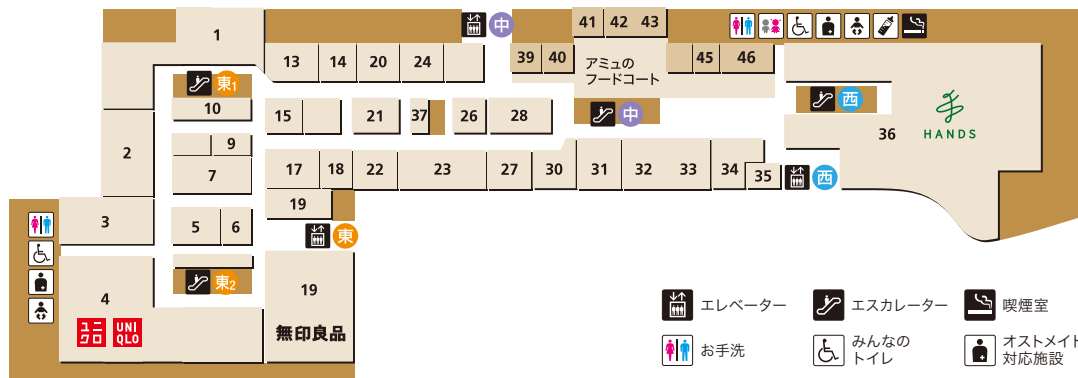 1
中
41 42 43
13 14 20 24
39 40
アミュの
フードコート
45 46
東1
10
15
21
37
26
28
中
西
36
HANDS
2
9
7
17 18 22 23 27 30 31 32 33 34 35
西
19
3
5 6
東
東2
4
ユニ
クロ
UNI
QLO
19
無印良品
エレベーター
エスカレーター
喫煙室
お手洗
みんなの
トイレ
オストメイト
対応施設